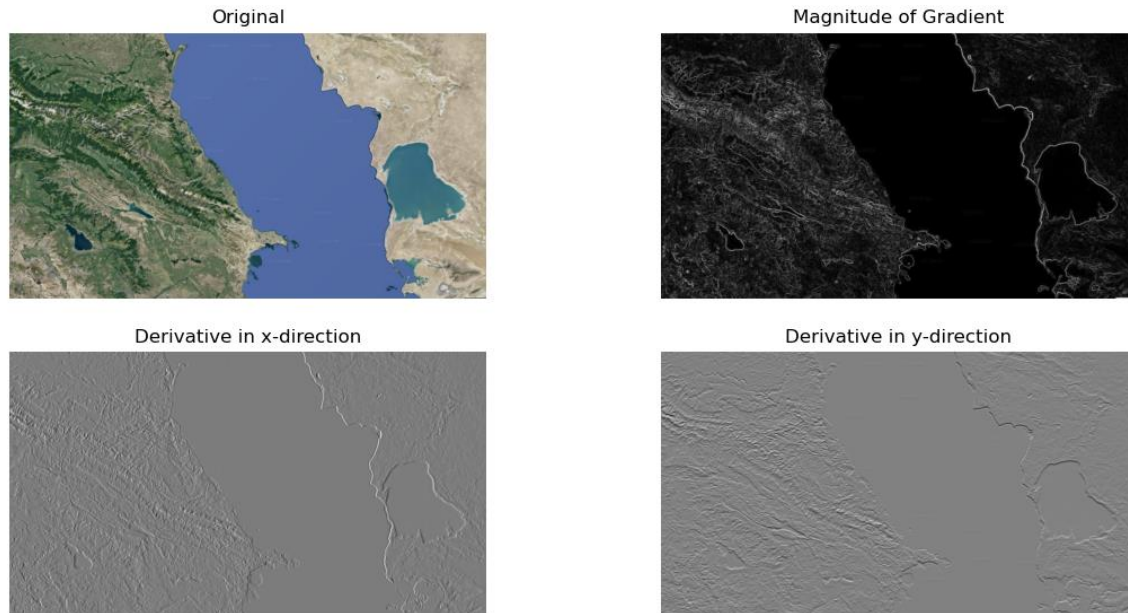 Original
Magnitude of Gradient
Derivative in x-direction
Derivative in y-direction